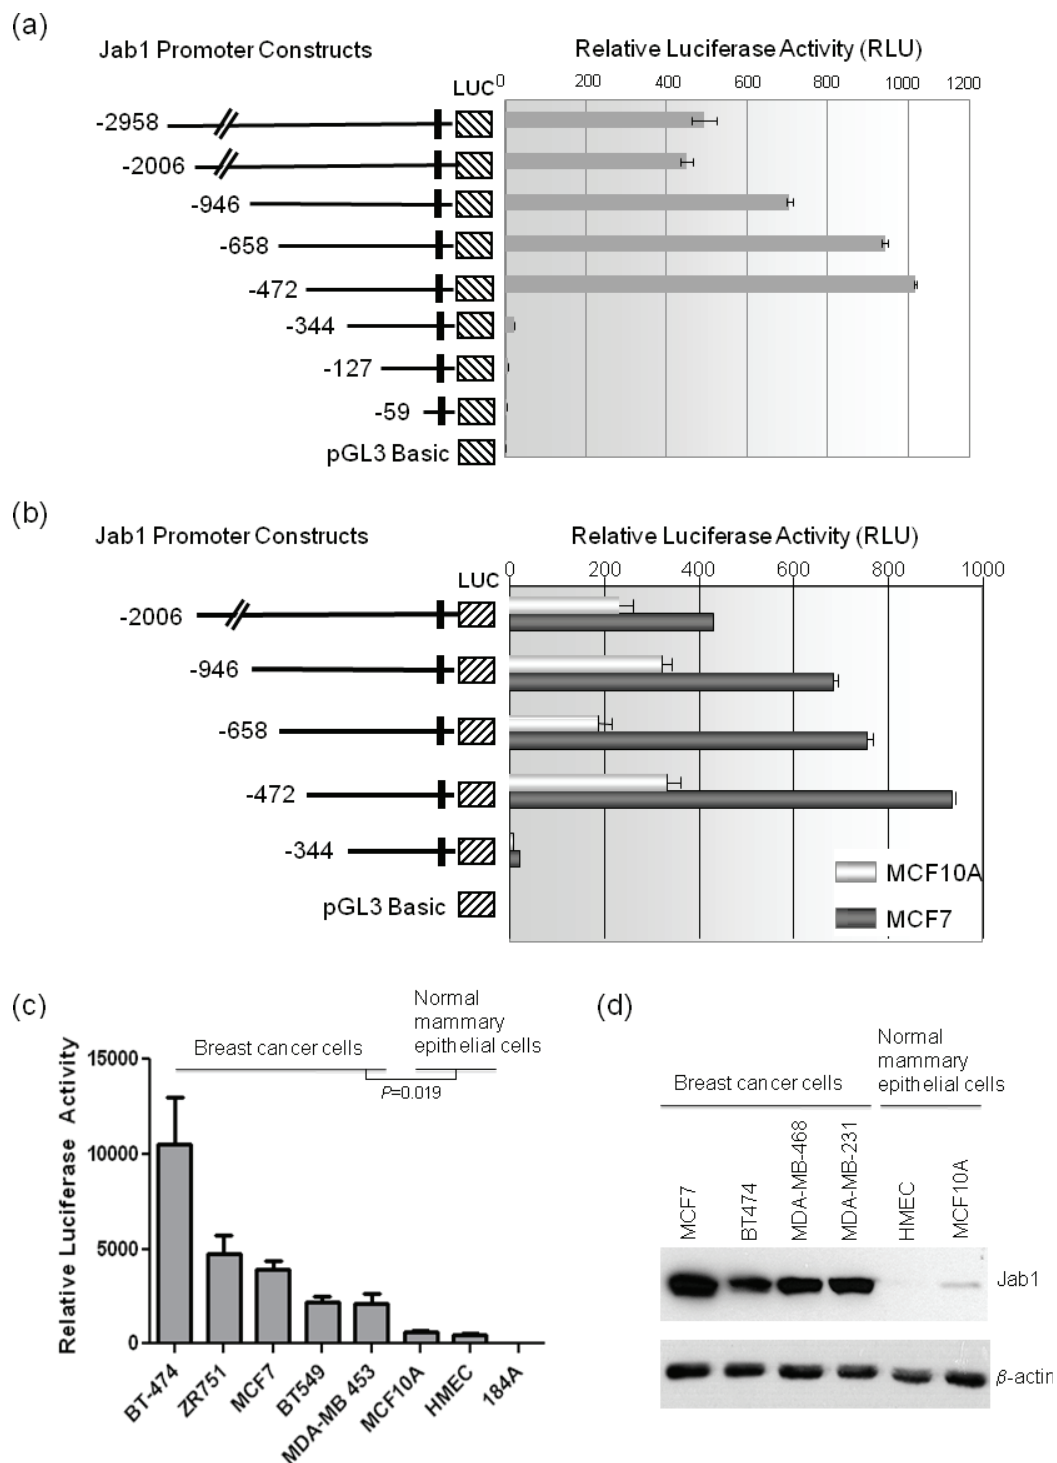 (a)
Jab1 Promoter Constructs
Relative Luciferase Activity (RLU)
LUC
0 200 400 600 800 1000 1200
-2958
-2006
-946
-658
-472
-344
-127
-59
pGL3 Basic
(b)
Jab1 Promoter Constructs
Relative Luciferase Activity (RLU)
LUC
0 200 400 600 800 1000
-2006
-946
-658
-472
-344
pGL3 Basic
MCF10A
MCF7
(c)
Normal
mammary
epithelial cells
Breast cancer cells
P=0.019
Relative Luciferase Activity
15000
10000
5000
0
BT-474
ZR751
MCF7
BT549
MDA-MB 453
MCF10A
HMEC
184A
(d)
Normal
mammary
epithelial cells
Breast cancer cells
MCF7
BT474
MDA-MB-468
MDA-MB-231
HMEC
MCF10A
Jab1
β-actin